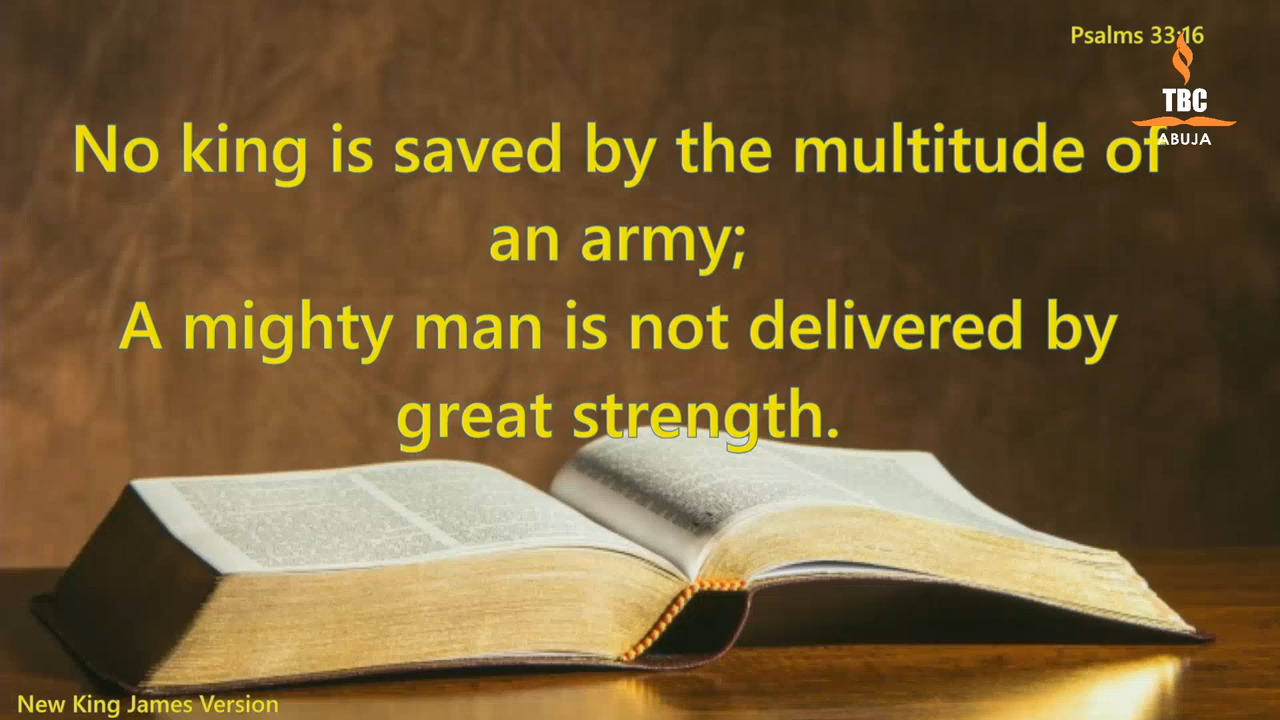 Psalms 33:16
TBC
ABUJA
No king is saved by the multitude of
an army;
A mighty man is not delivered by
great strength.
New King James Version